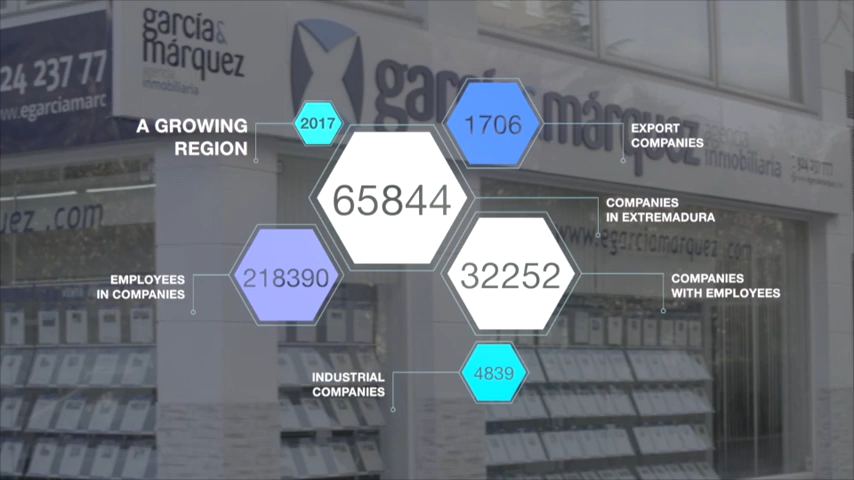 garcía&
márquez
agencia
inmobiliaria
24 237 77
ww.egarciamarc
garcía& márquez
agencia
inmobiliaria
924 237 777
A GROWING
REGION
2017
1706
EXPORT
COMPANIES
65844
COMPANIES
IN EXTREMADURA
uez.com
www.egarciamarquez.com
218390
EMPLOYEES
IN COMPANIES
32252
COMPANIES
WITH EMPLOYEES
4839
INDUSTRIAL
COMPANIES